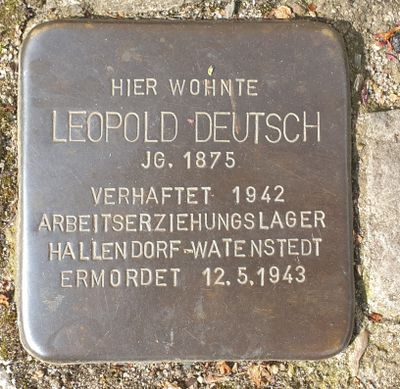 HIER WOHNTE
LEOPOLD DEUTSCH
JG. 1875
VERHAFTET 1942
ARBEITSERZIEHUNGSLAGER
HALLENDORF-WATENSTEDT
ERMORDET 12.5.1943